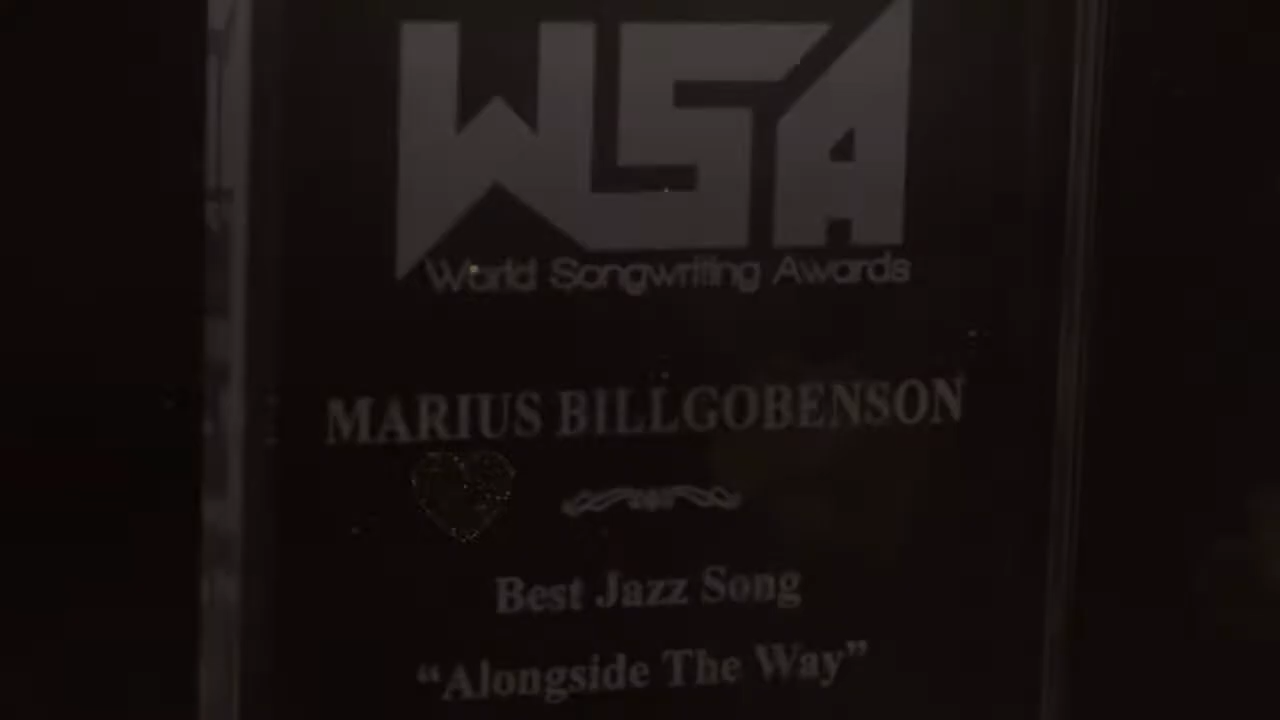 WSA
World Songwriting Awards
MARIUS BILLGOBENSON
Best Jazz Song
“Alongside The Way”